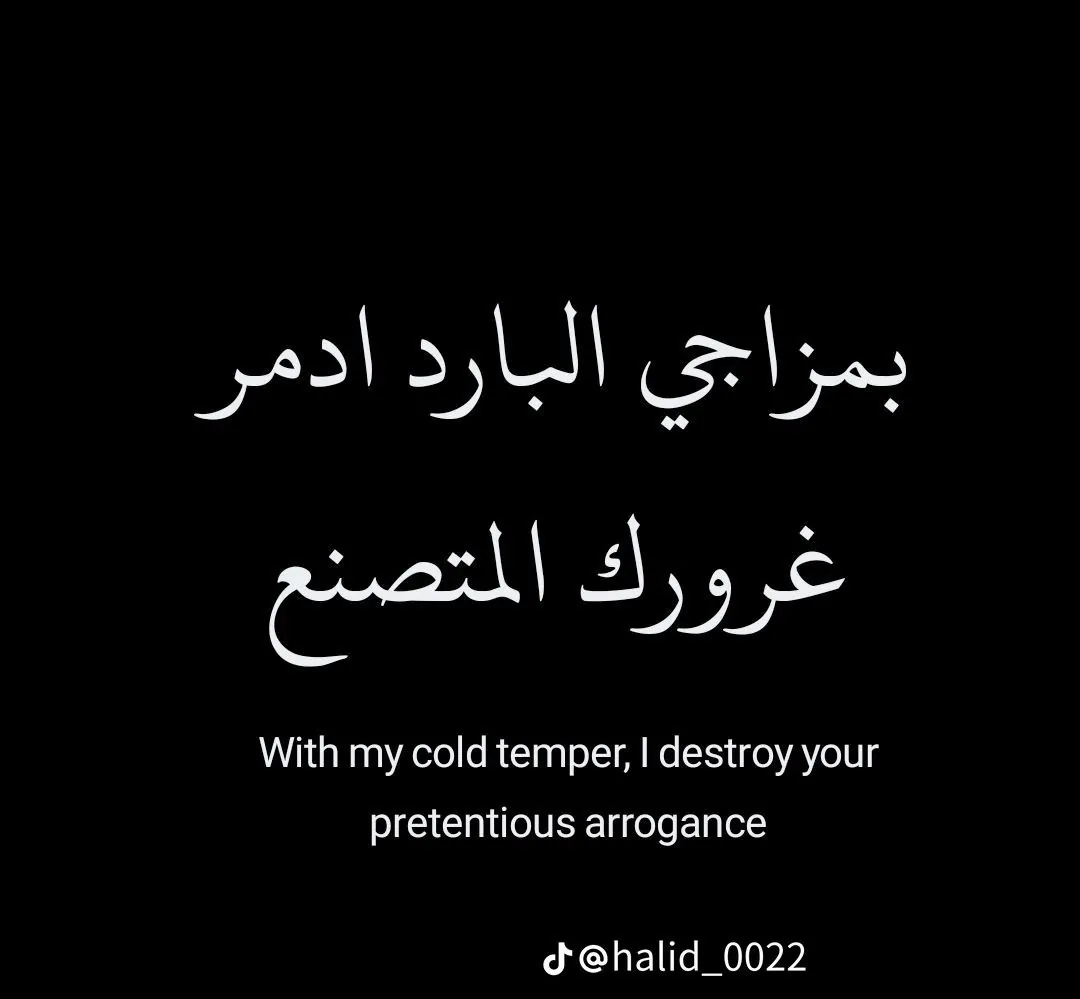 بمزاجي البارد ادمر
غرورك المتصنع
With my cold temper, I destroy your
pretentious arrogance
@halid_0022